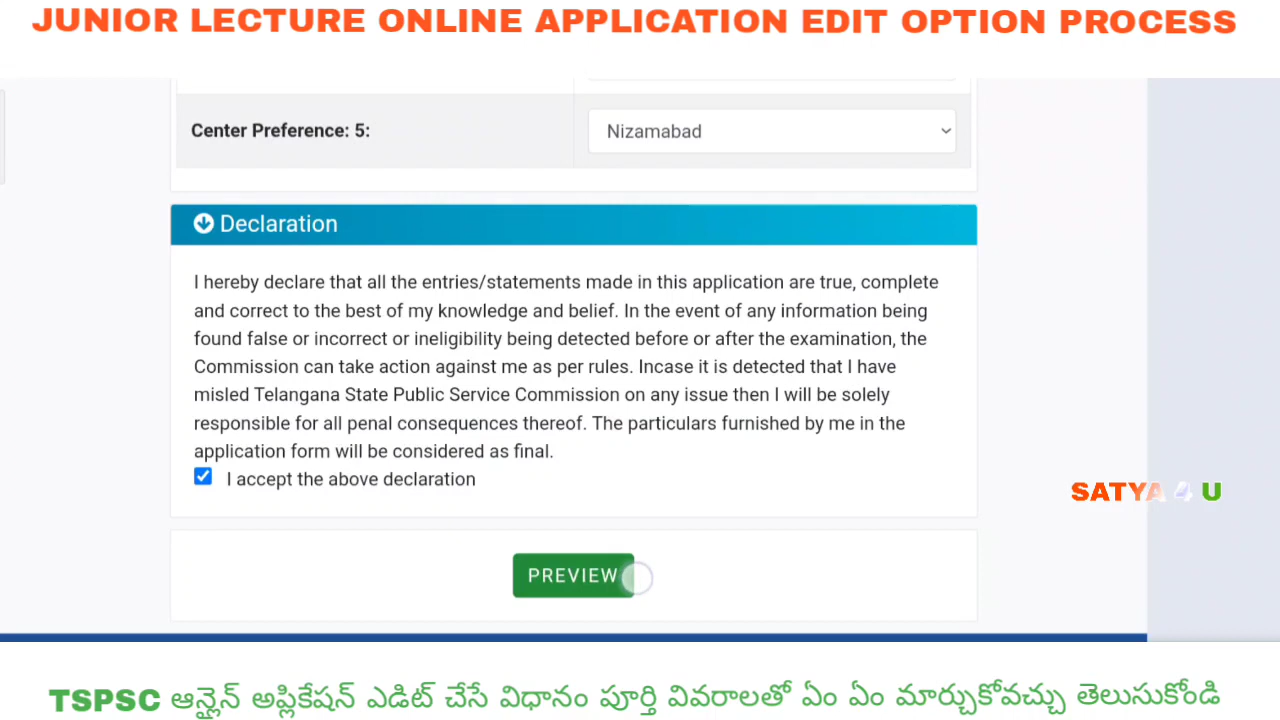 JUNIOR LECTURE ONLINE APPLICATION EDIT OPTION PROCESS
Center Preference: 5:
Nizamabad
Declaration
I hereby declare that all the entries/statements made in this application are true, complete
and correct to the best of my knowledge and belief. In the event of any information being
found false or incorrect or ineligibility being detected before or after the examination, the
Commission can take action against me as per rules. Incase it is detected that I have
misled Telangana State Public Service Commission on any issue then I will be solely
responsible for all penal consequences thereof. The particulars furnished by me in the
application form will be considered as final.
I accept the above declaration
SATYA 4 U
PREVIEW
TSPSC ఆన్లైన్ అప్లికేషన్ ఎడిట్ చేసే విధానం పూర్తి వివరాలతో ఏం ఏం మార్చుకోవచ్చు తెలుసుకోండి